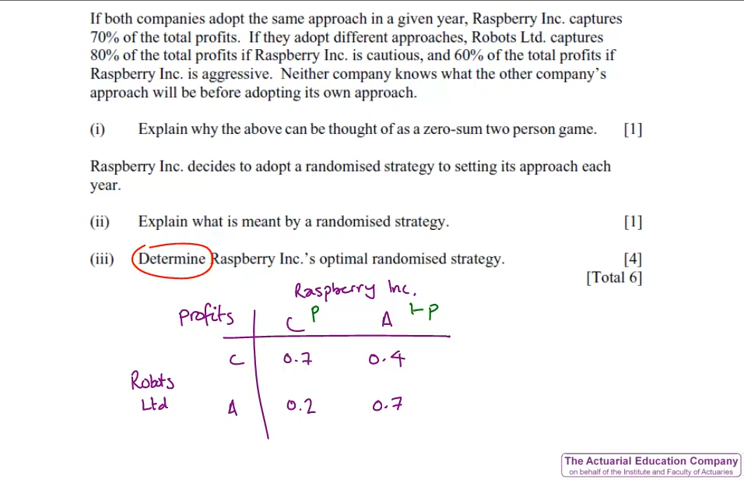 If both companies adopt the same approach in a given year, Raspberry Inc. captures
70% of the total profits. If they adopt different approaches, Robots Ltd. captures
80% of the total profits if Raspberry Inc. is cautious, and 60% of the total profits if
Raspberry Inc. is aggressive. Neither company knows what the other company's
approach will be before adopting its own approach.
(i) Explain why the above can be thought of as a zero-sum two person game. [1]
Raspberry Inc. decides to adopt a randomised strategy to setting its approach each
year.
(ii) Explain what is meant by a randomised strategy. [1]
(iii) Determine Raspberry Inc.'s optimal randomised strategy. [4]
[Total 6]
Raspberry Inc.
Profits C P A 1-P
C 0.7 0.4
Robots
Ltd A 0.2 0.7
The Actuarial Education Company
on behalf of the Institute and Faculty of Actuaries